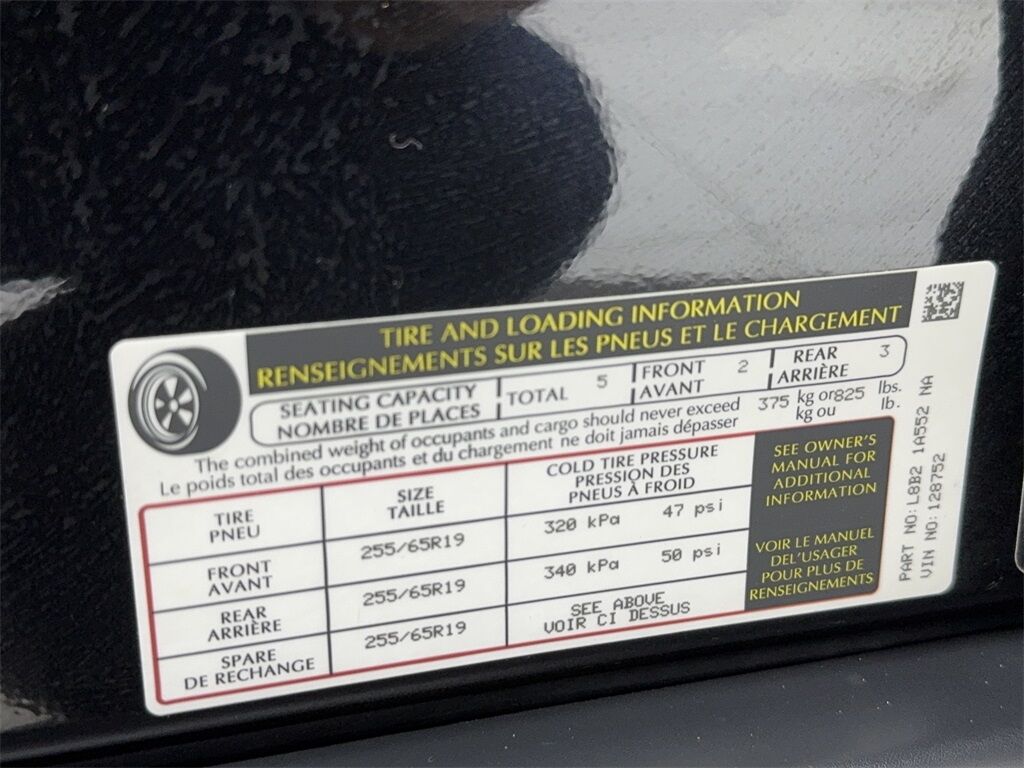 TIRE AND LOADING INFORMATION
RENSEIGNEMENTS SUR LES PNEUS ET LE CHARGEMENT
SEATING CAPACITY
NOMBRE DE PLACES
TOTAL 5
FRONT
AVANT 2
REAR
ARRIÈRE 3
The combined weight of occupants and cargo should never exceed 375 kg or 825 lbs.
Le poids total des occupants et du chargement ne doit jamais dépasser kg ou lb.
TIRE
PNEU
SIZE
TAILLE
COLD TIRE PRESSURE
PRESSION DES
PNEUS À FROID
FRONT
AVANT
255/65R19
320 kPa 47 psi
REAR
ARRIÈRE
255/65R19
340 kPa 50 psi
SPARE
DE RECHANGE
255/65R19
SEE ABOVE
VOIR CI DESSUS
SEE OWNER'S
MANUAL FOR
ADDITIONAL
INFORMATION
VOIR LE MANUEL
DEL'USAGER
POUR PLUS DE
RENSEIGNEMENTS
PART NO:L8B2 1A552 NA
VIN NO:128752